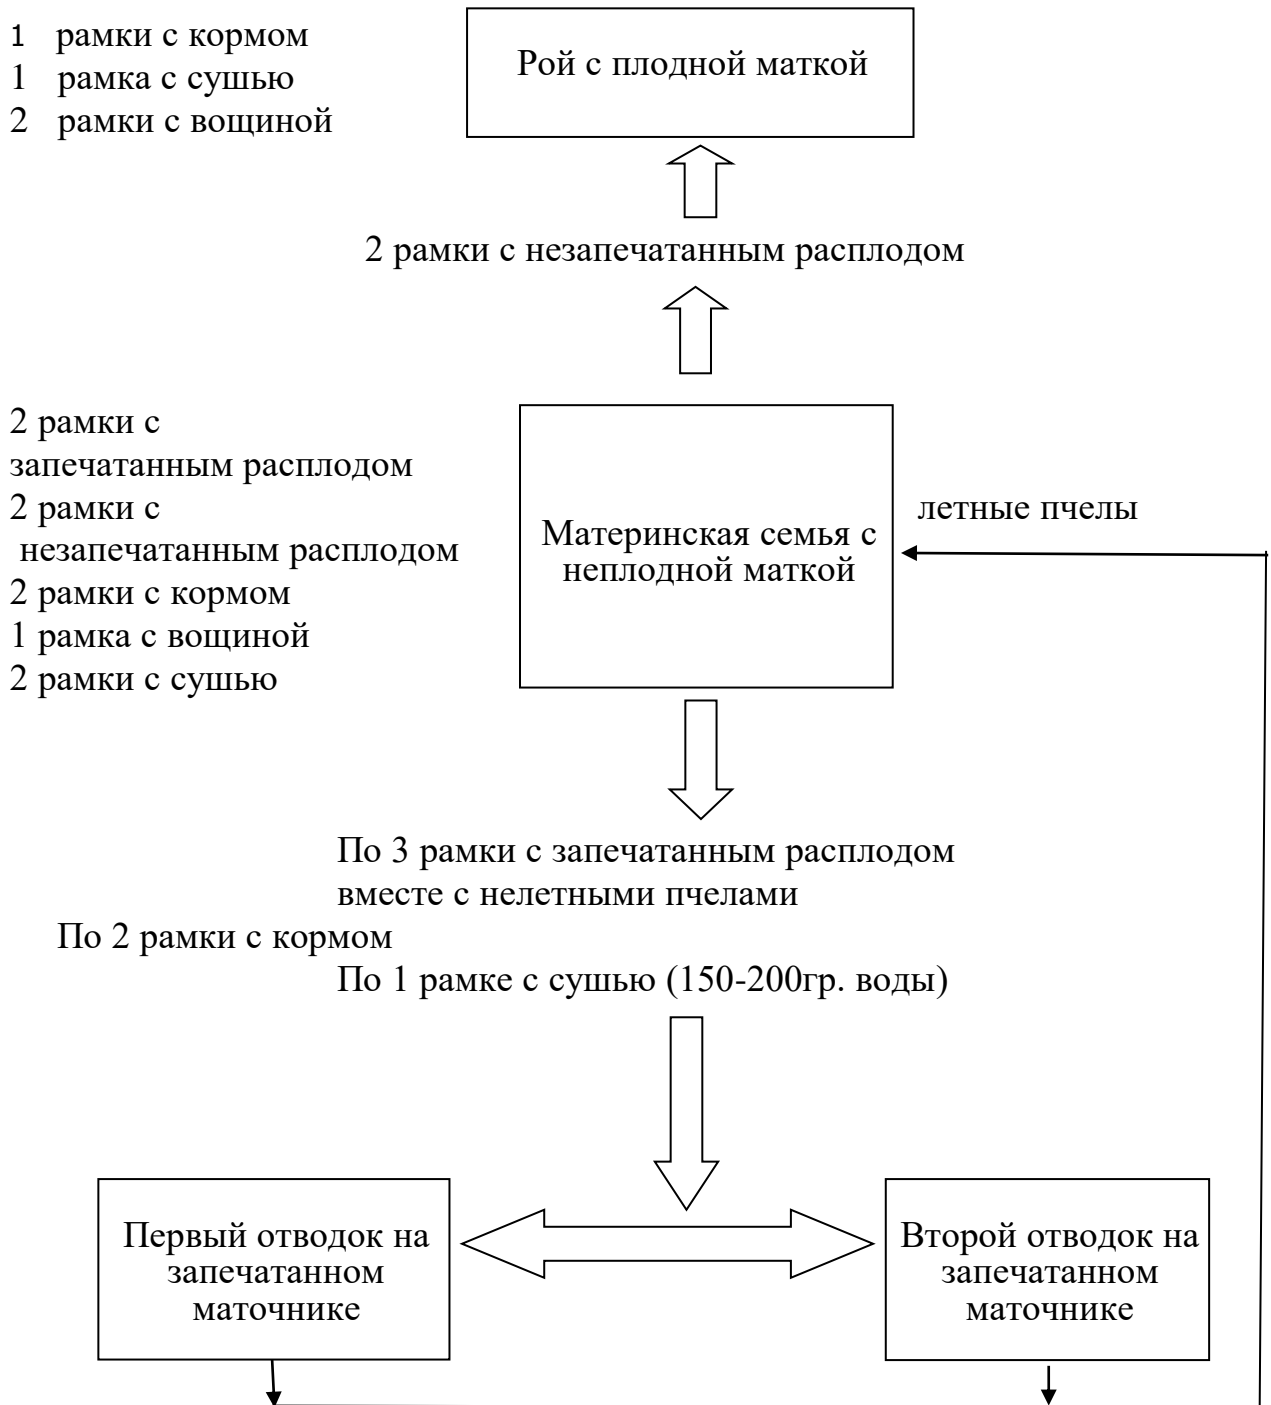 1 рамки с кормом
1 рамка с сушью
2 рамки с вощиной
Рой с плодной маткой
2 рамки с незапечатанным расплодом
2 рамки с
запечатанным расплодом
2 рамки с
незапечатанным расплодом
2 рамки с кормом
1 рамка с вощиной
2 рамки с сушью
Материнская семья с
неплодной маткой
летные пчелы
По 3 рамки с запечатанным расплодом
вместе с нелетными пчелами
По 2 рамки с кормом
По 1 рамке с сушью (150-200гр. воды)
Первый отводок на
запечатанном
маточнике
Второй отводок на
запечатанном
маточнике